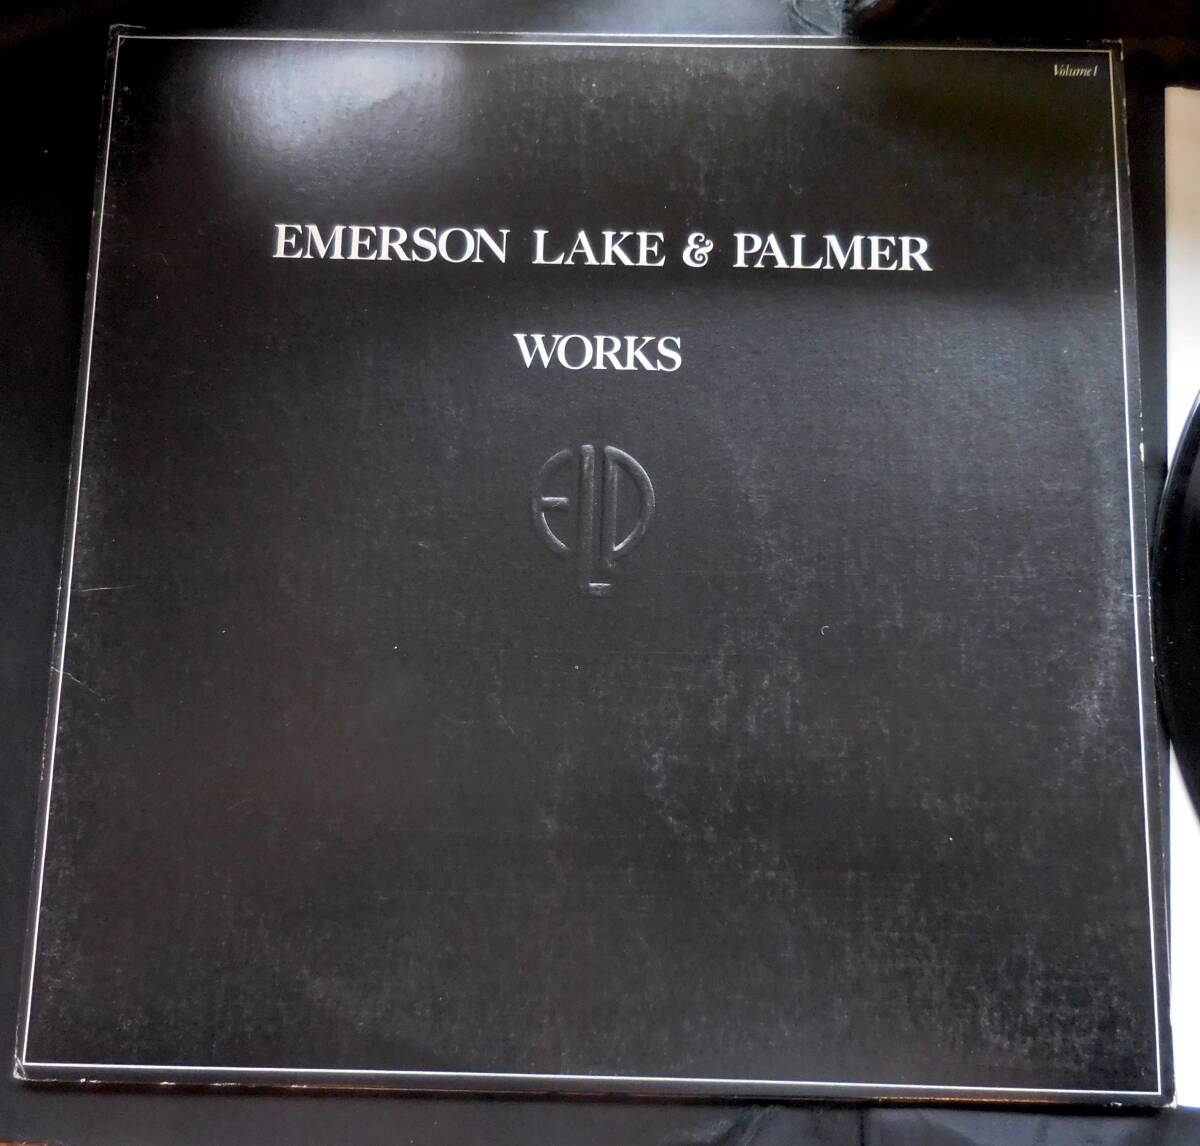 Volume 1
EMERSON LAKE & PALMER
WORKS
ELP